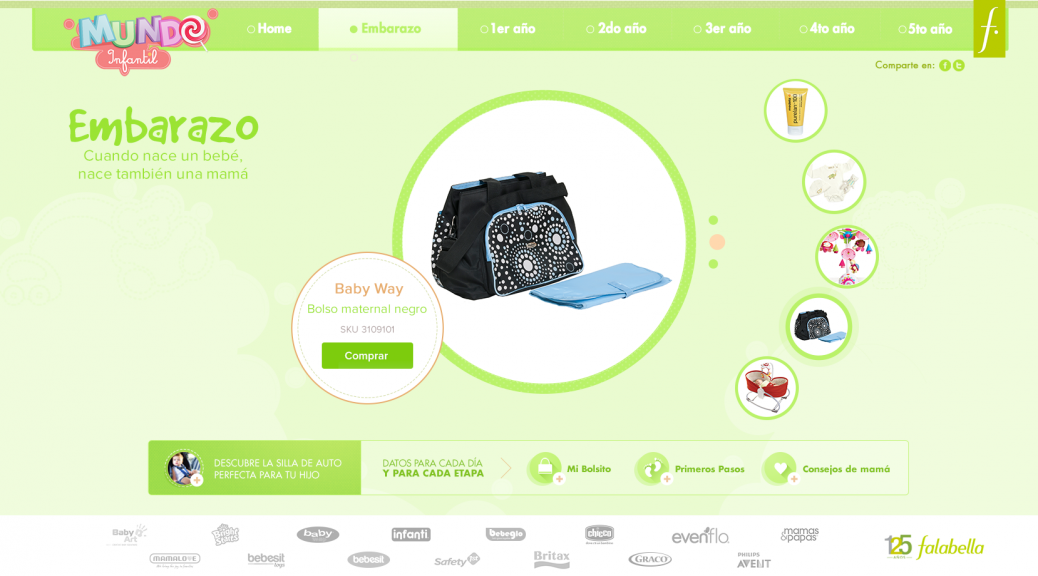 MUNDO
Infantil
Home
Embarazo
1er año
2do año
3er año
4to año
5to año
f.
Comparte en:
Embarazo
Cuando nace un bebé,
nace también una mamá
Baby Way
Bolso maternal negro
SKU 3109101
Comprar
DESCUBRE LA SILLA DE AUTO
PERFECTA PARA TU HIJO
DATOS PARA CADA DÍA
Y PARA CADA ETAPA
Mi Bolsito
Primeros Pasos
Consejos de mamá
Baby
Art
Bright
Starts
baby
infanti
bebeglo
chicco
evenflo
mamas
&papas
MAMALOVE
bebesit
bebesit
Safety 1st
Britax
GRACO
PHILIPS
AVENT
125
falabella